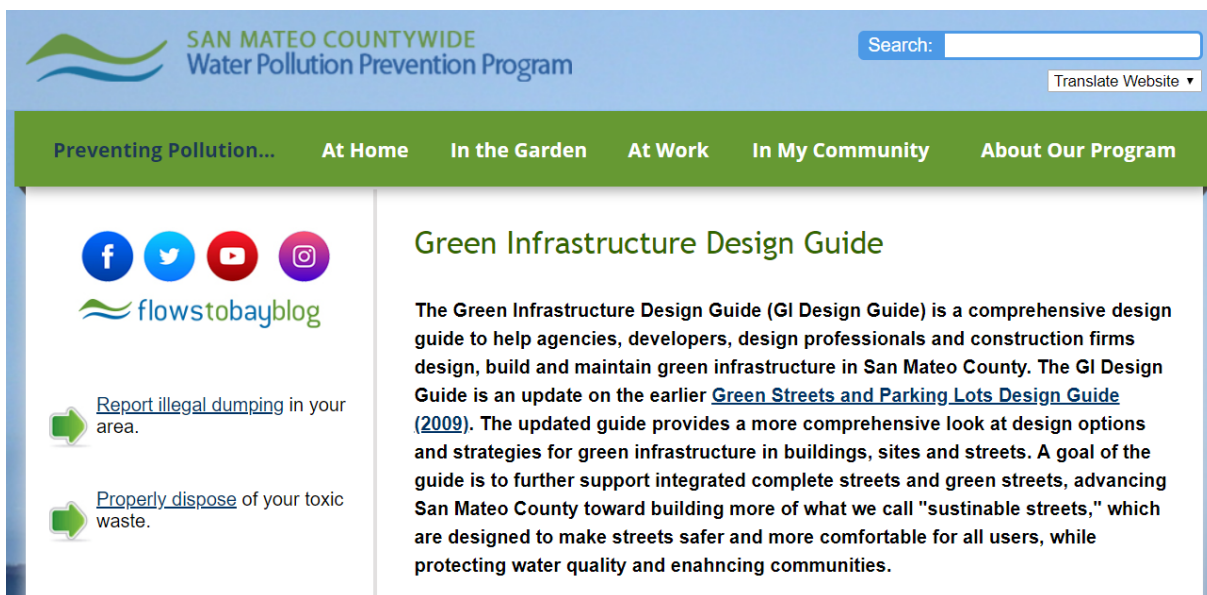 SAN MATEO COUNTYWIDE
Water Pollution Prevention Program
Search:
Translate Website
Preventing Pollution... At Home In the Garden At Work In My Community About Our Program
flowstobayblog
Report illegal dumping in your
area.
Properly dispose of your toxic
waste.
Green Infrastructure Design Guide
The Green Infrastructure Design Guide (GI Design Guide) is a comprehensive design
guide to help agencies, developers, design professionals and construction firms
design, build and maintain green infrastructure in San Mateo County. The GI Design
Guide is an update on the earlier Green Streets and Parking Lots Design Guide
(2009). The updated guide provides a more comprehensive look at design options
and strategies for green infrastructure in buildings, sites and streets. A goal of the
guide is to further support integrated complete streets and green streets, advancing
San Mateo County toward building more of what we call "sustinable streets," which
are designed to make streets safer and more comfortable for all users, while
protecting water quality and enahncing communities.